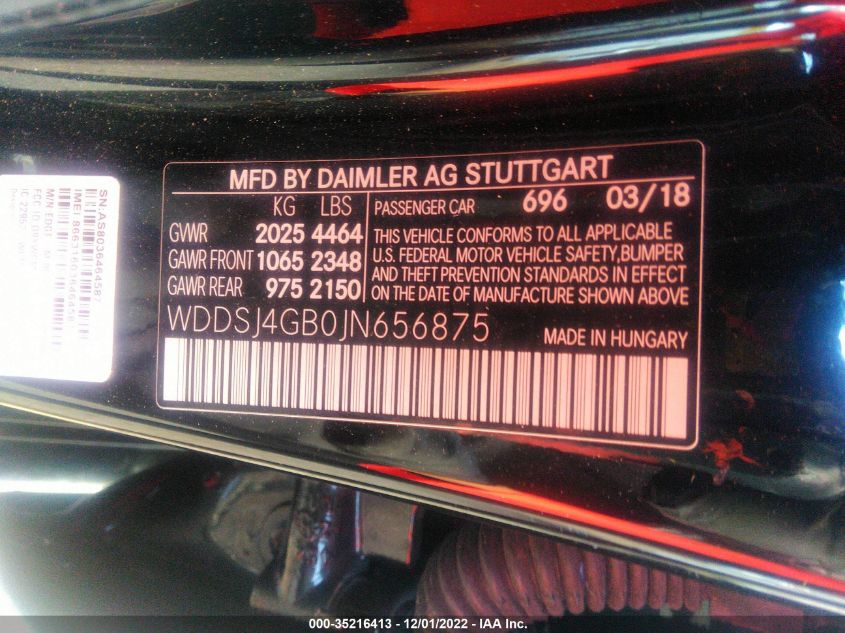 MFD BY DAIMLER AG STUTTGART
KG LBS
GVWR 2025 4464
GAWR FRONT 1065 2348
GAWR REAR 975 2150
PASSENGER CAR 696 03/18
THIS VEHICLE CONFORMS TO ALL APPLICABLE
U.S. FEDERAL MOTOR VEHICLE SAFETY,BUMPER
AND THEFT PREVENTION STANDARDS IN EFFECT
ON THE DATE OF MANUFACTURE SHOWN ABOVE
WDDSJ4GB0JN656875
MADE IN HUNGARY
SN:AS8036464587
000-35216413 - 12/01/2022 - IAA Inc.